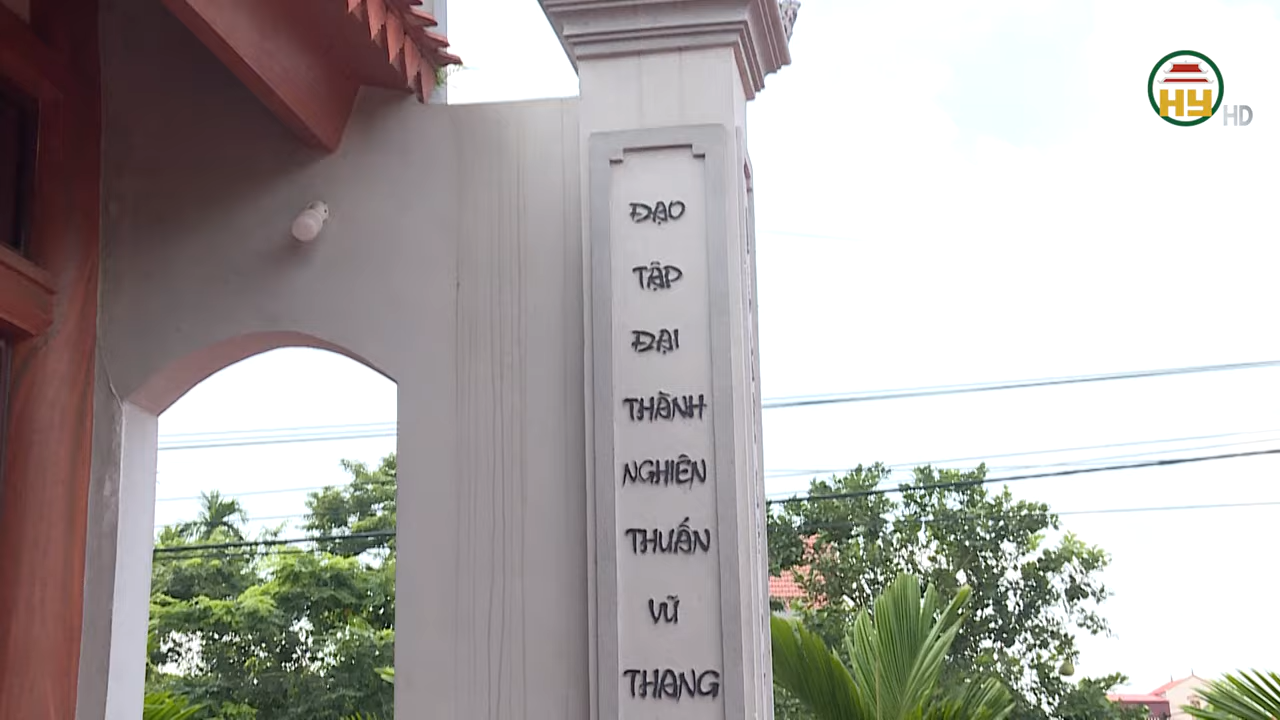 HY
HD
ĐẠO
TẬP
ĐẠI
THÀNH
NGHIÊN
THUẤN
VŨ
THANG